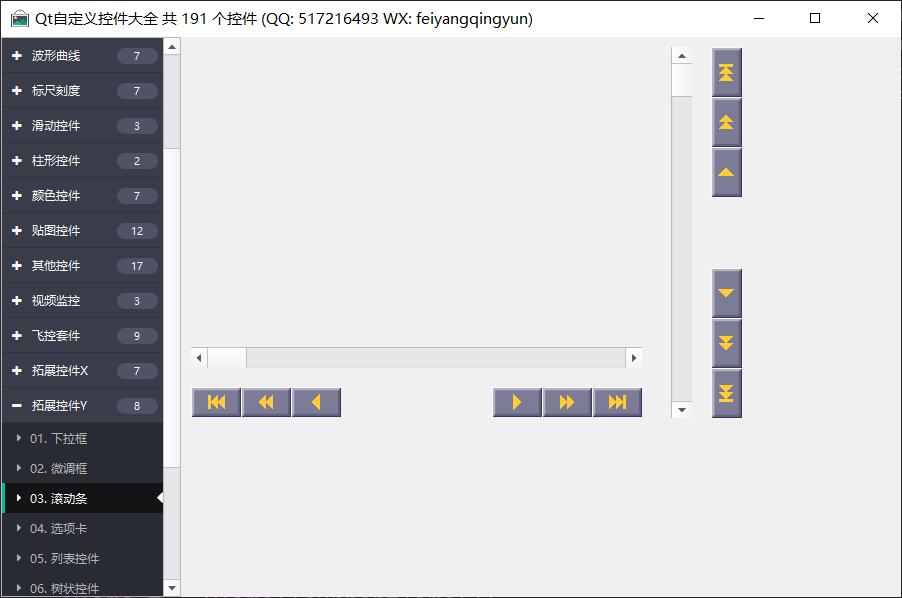 Qt自定义控件大全 共 191 个控件 (QQ: 517216493 WX: feiyangqingyun)
波形曲线 7
标尺刻度 7
滑动控件 3
柱形控件 2
颜色控件 7
贴图控件 12
其他控件 17
视频监控 3
飞控套件 9
拓展控件X 7
拓展控件Y 8
01. 下拉框
02. 微调框
03. 滚动条
04. 选项卡
05. 列表控件
06. 树状控件